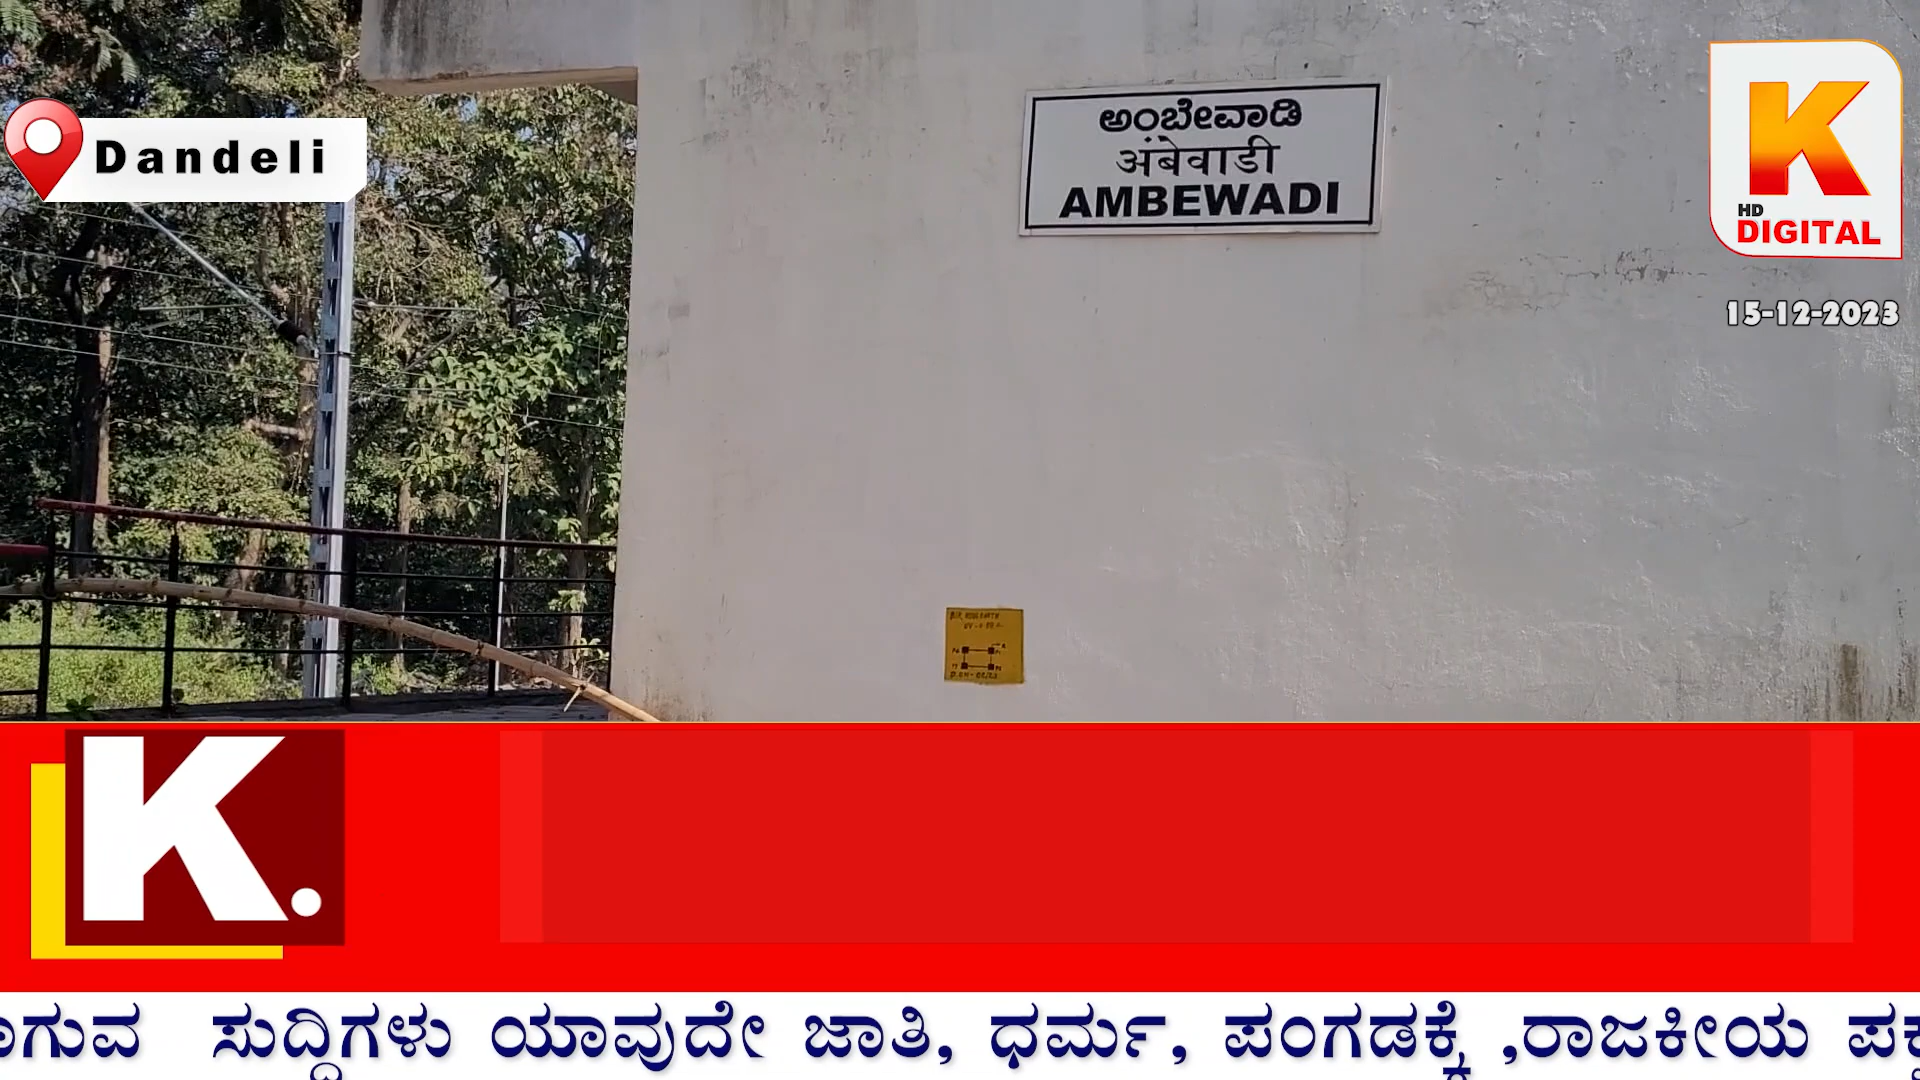 Dandeli
ಅಂಬೇವಾಡಿ
अंबेवाडी
AMBEWADI
K
HD
DIGITAL
15-12-2023
K.
ಸುದ್ದಿಗಳು ಯಾವುದೇ ಜಾತಿ, ಧರ್ಮ, ಪಂಗಡಕ್ಕೆ ,ರಾಜಕೀಯ